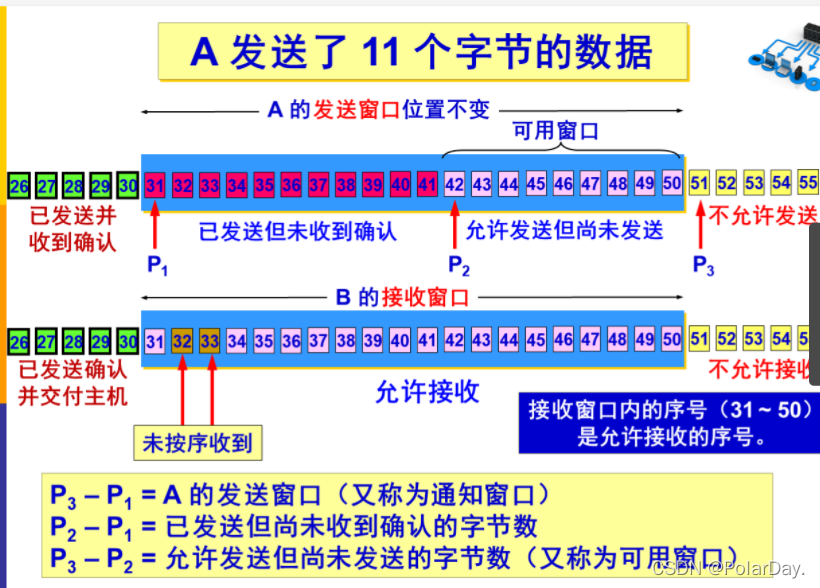 A 发送了 11 个字节的数据
A 的发送窗口位置不变
可用窗口
26 27 28 29 30 31 32 33 34 35 36 37 38 39 40 41 42 43 44 45 46 47 48 49 50 51 52 53 54 55
已发送并
收到确认
已发送但未收到确认
允许发送但尚未发送
不允许发送
P1
P2
P3
B 的接收窗口
26 27 28 29 30 31 32 33 34 35 36 37 38 39 40 41 42 43 44 45 46 47 48 49 50 51 52 53 54
已发送确认
并交付主机
允许接收
不允许接收
未按序收到
接收窗口内的序号（31 ~ 50）
是允许接收的序号。
P3 – P1 = A 的发送窗口（又称为通知窗口）
P2 – P1 = 已发送但尚未收到确认的字节数
P3 – P2 = 允许发送但尚未发送的字节数（又称为可用窗口）
CSDN @PolarDay.